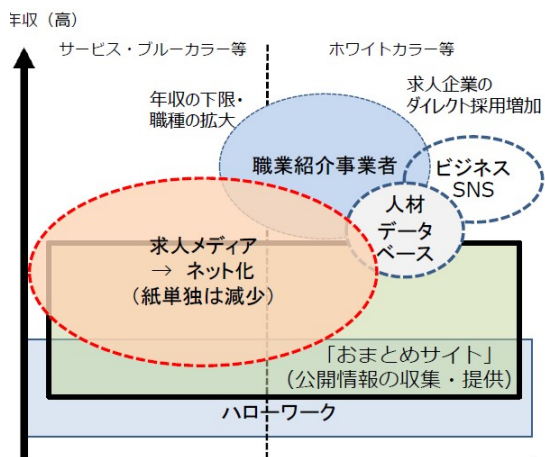 年収（高）
サービス・ブルーカラー等
ホワイトカラー等
年収の下限・
職種の拡大
求人企業の
ダイレクト採用増加
職業紹介事業者
ビジネス
SNS
人材
データ
ベース
求人メディア
→ ネット化
（紙単独は減少）
「おまとめサイト」
（公開情報の収集・提供）
ハローワーク